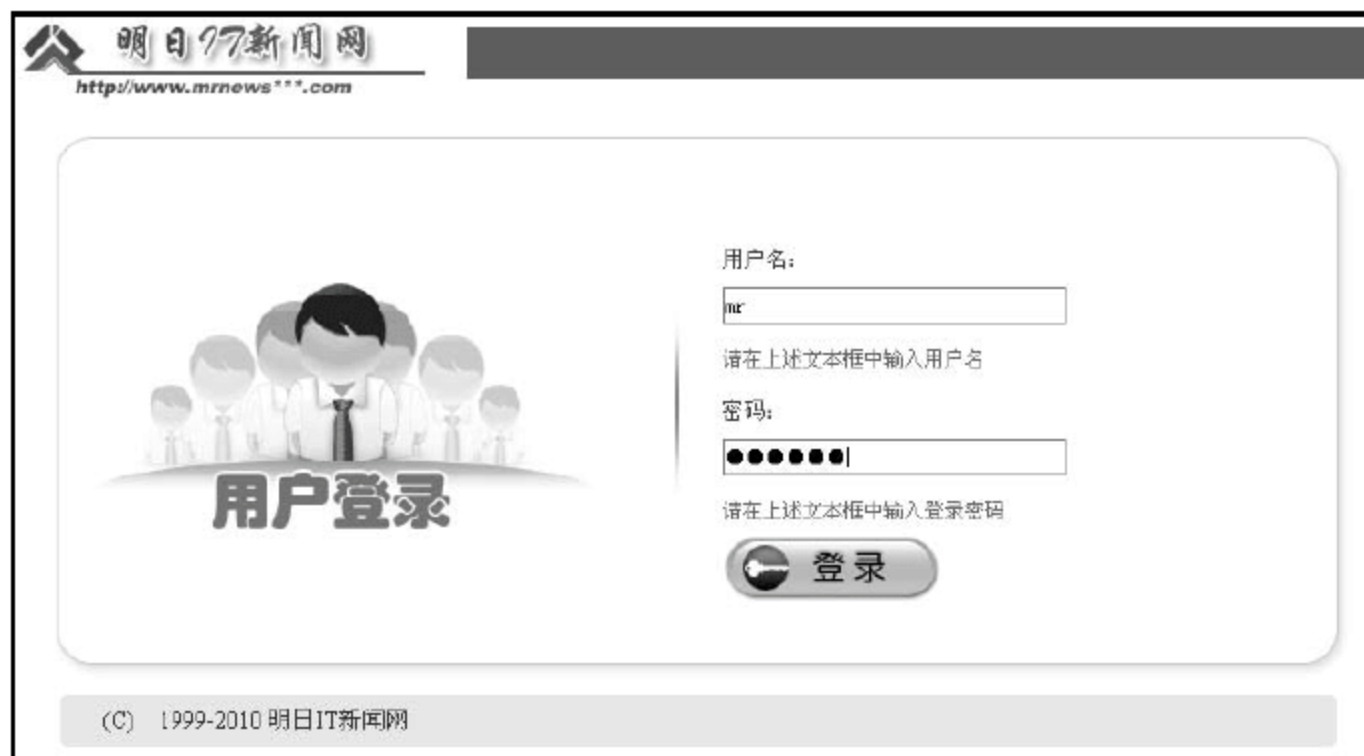 明日IT新闻网
http://www.mrnews***.com
用户名：
mr
请在上述文本框中输入用户名
密码：
●●●●●●
请在上述文本框中输入登录密码
登录
用户登录
(C) 1999-2010 明日IT新闻网